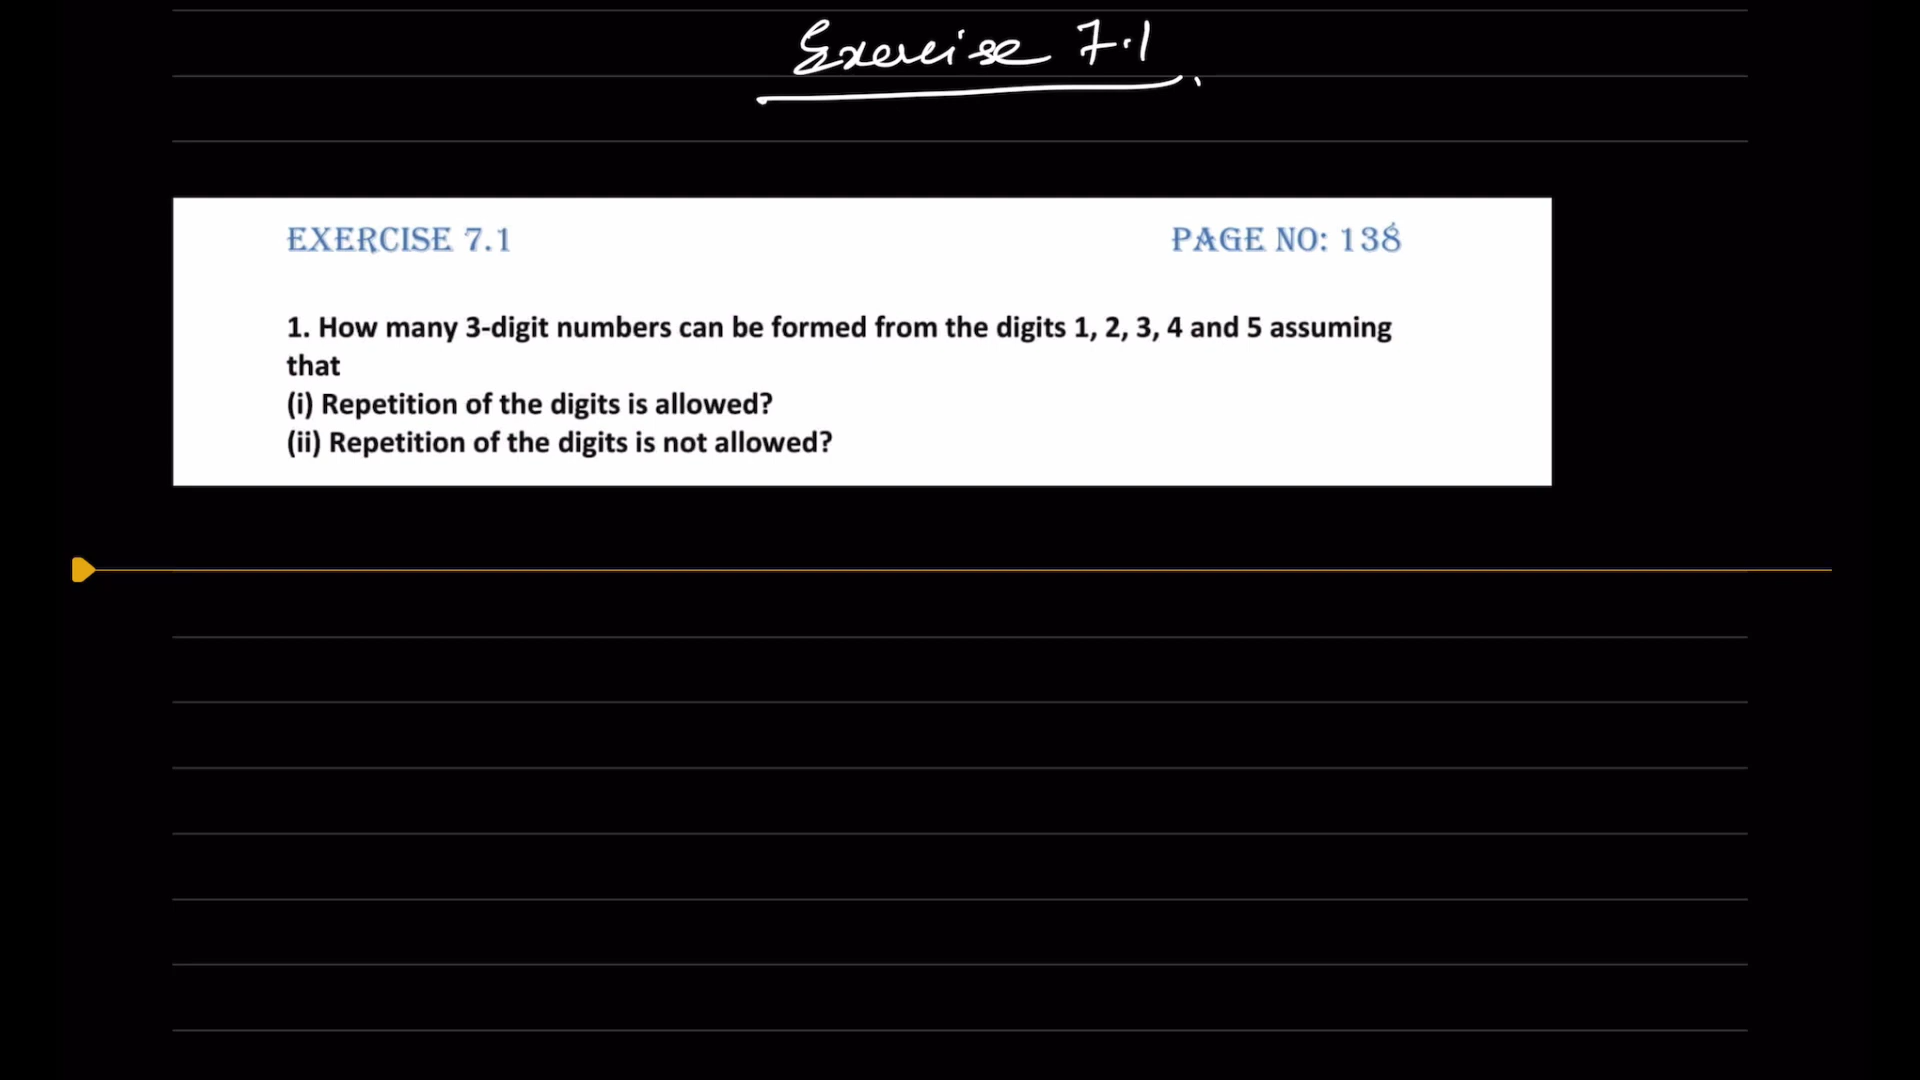 Exercise 7.1
EXERCISE 7.1 PAGE NO: 138
1. How many 3-digit numbers can be formed from the digits 1, 2, 3, 4 and 5 assuming
that
(i) Repetition of the digits is allowed?
(ii) Repetition of the digits is not allowed?